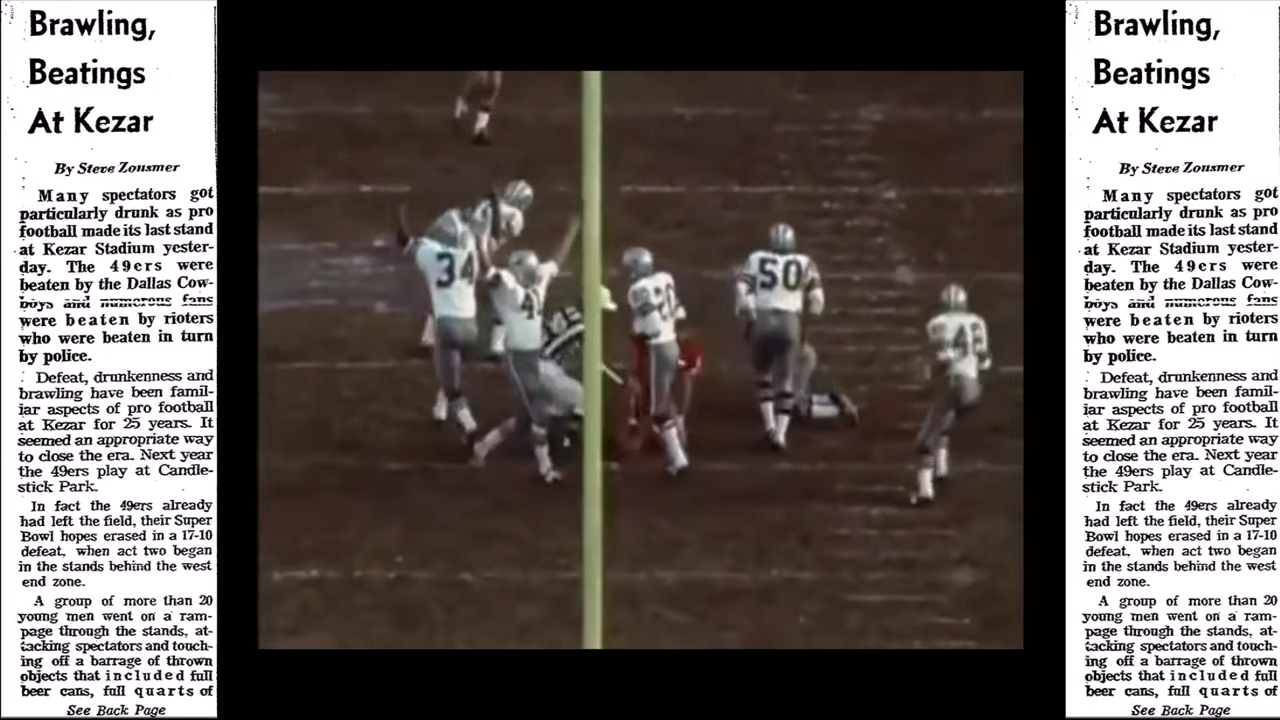 Brawling,
Beatings
At Kezar
By Steve Zousmer
Many spectators got
particularly drunk as pro
football made its last stand
at Kezar Stadium yester-
day. The 49ers were
beaten by the Dallas Cow-
boys and numerous fans
were beaten by rioters
who were beaten in turn
by police.
Defeat, drunkenness and
brawling have been famil-
iar aspects of pro football
at Kezar for 25 years. It
seemed an appropriate way
to close the era. Next year
the 49ers play at Candle-
stick Park.
In fact the 49ers already
had left the field, their Super
Bowl hopes erased in a 17-10
defeat, when act two began
in the stands behind the west
end zone.
A group of more than 20
young men went on a ram-
page through the stands, at-
tacking spectators and touch-
ing off a barrage of thrown
objects that included full
beer cans, full quarts of
See Back Page
34
50
Brawling,
Beatings
At Kezar
By Steve Zousmer
Many spectators got
particularly drunk as pro
football made its last stand
at Kezar Stadium yester-
day. The 49ers were
beaten by the Dallas Cow-
boys and numerous fans
were beaten by rioters
who were beaten in turn
by police.
Defeat, drunkenness and
brawling have been famil-
iar aspects of pro football
at Kezar for 25 years. It
seemed an appropriate way
to close the era. Next year
the 49ers play at Candle-
stick Park.
In fact the 49ers already
had left the field, their Super
Bowl hopes erased in a 17-10
defeat, when act two began
in the stands behind the west
end zone.
A group of more than 20
young men went on a ram-
page through the stands, at-
tacking spectators and touch-
ing off a barrage of thrown
objects that included full
beer cans, full quarts of
See Back Page